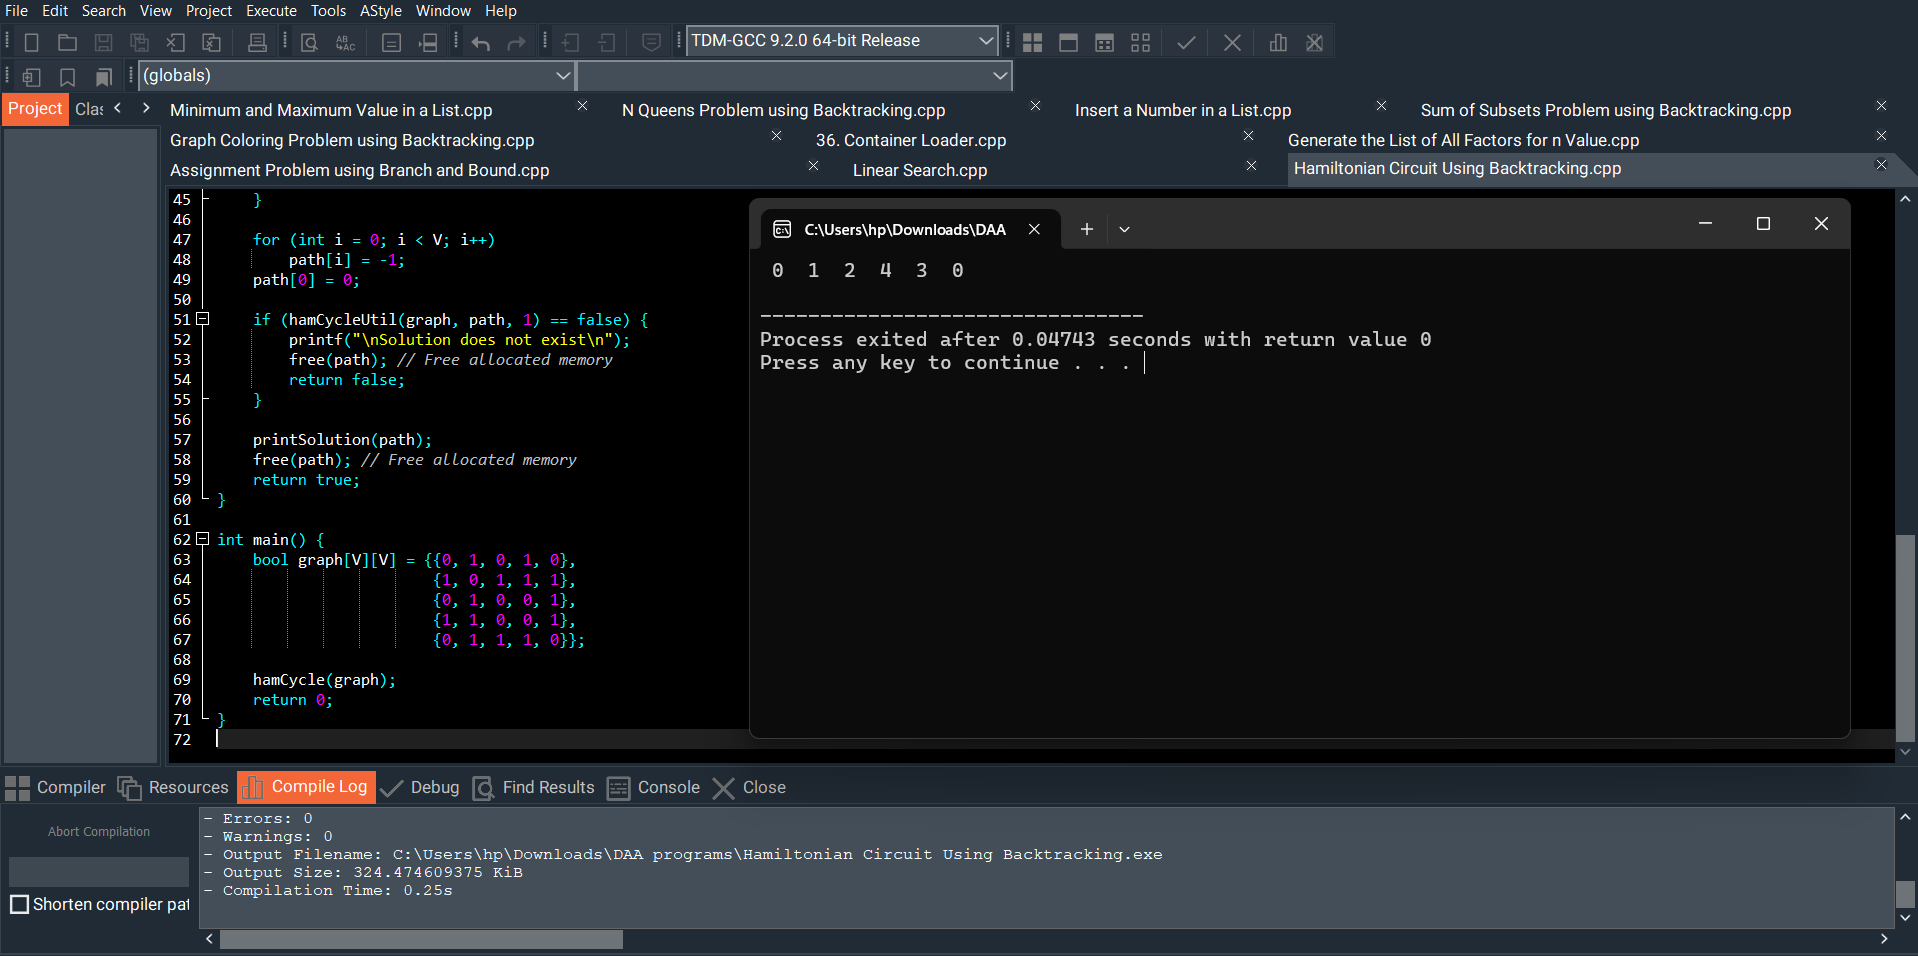 File Edit Search View Project Execute Tools AStyle Window Help
TDM-GCC 9.2.0 64-bit Release
(globals)
Project Clas
Minimum and Maximum Value in a List.cpp N Queens Problem using Backtracking.cpp Insert a Number in a List.cpp Sum of Subsets Problem using Backtracking.cpp
Graph Coloring Problem using Backtracking.cpp 36. Container Loader.cpp Generate the List of All Factors for n Value.cpp
Assignment Problem using Branch and Bound.cpp Linear Search.cpp Hamiltonian Circuit Using Backtracking.cpp
45 }
46
47 for (int i = 0; i < V; i++)
48 path[i] = -1;
49 path[0] = 0;
50
51 if (hamCycleUtil(graph, path, 1) == false) {
52 printf("\nSolution does not exist\n");
53 free(path); // Free allocated memory
54 return false;
55 }
56
57 printSolution(path);
58 free(path); // Free allocated memory
59 return true;
60 }
61
62 int main() {
63 bool graph[V][V] = {{0, 1, 0, 1, 0},
64 {1, 0, 1, 1, 1},
65 {0, 1, 0, 0, 1},
66 {1, 1, 0, 0, 1},
67 {0, 1, 1, 1, 0}};
68
69 hamCycle(graph);
70 return 0;
71 }
72
C:\Users\hp\Downloads\DAA
0 1 2 4 3 0
--------------------------------
Process exited after 0.04743 seconds with return value 0
Press any key to continue . . .
Compiler Resources Compile Log Debug Find Results Console Close
Abort Compilation
Shorten compiler pat
- Errors: 0
- Warnings: 0
- Output Filename: C:\Users\hp\Downloads\DAA programs\Hamiltonian Circuit Using Backtracking.exe
- Output Size: 324.474609375 KiB
- Compilation Time: 0.25s